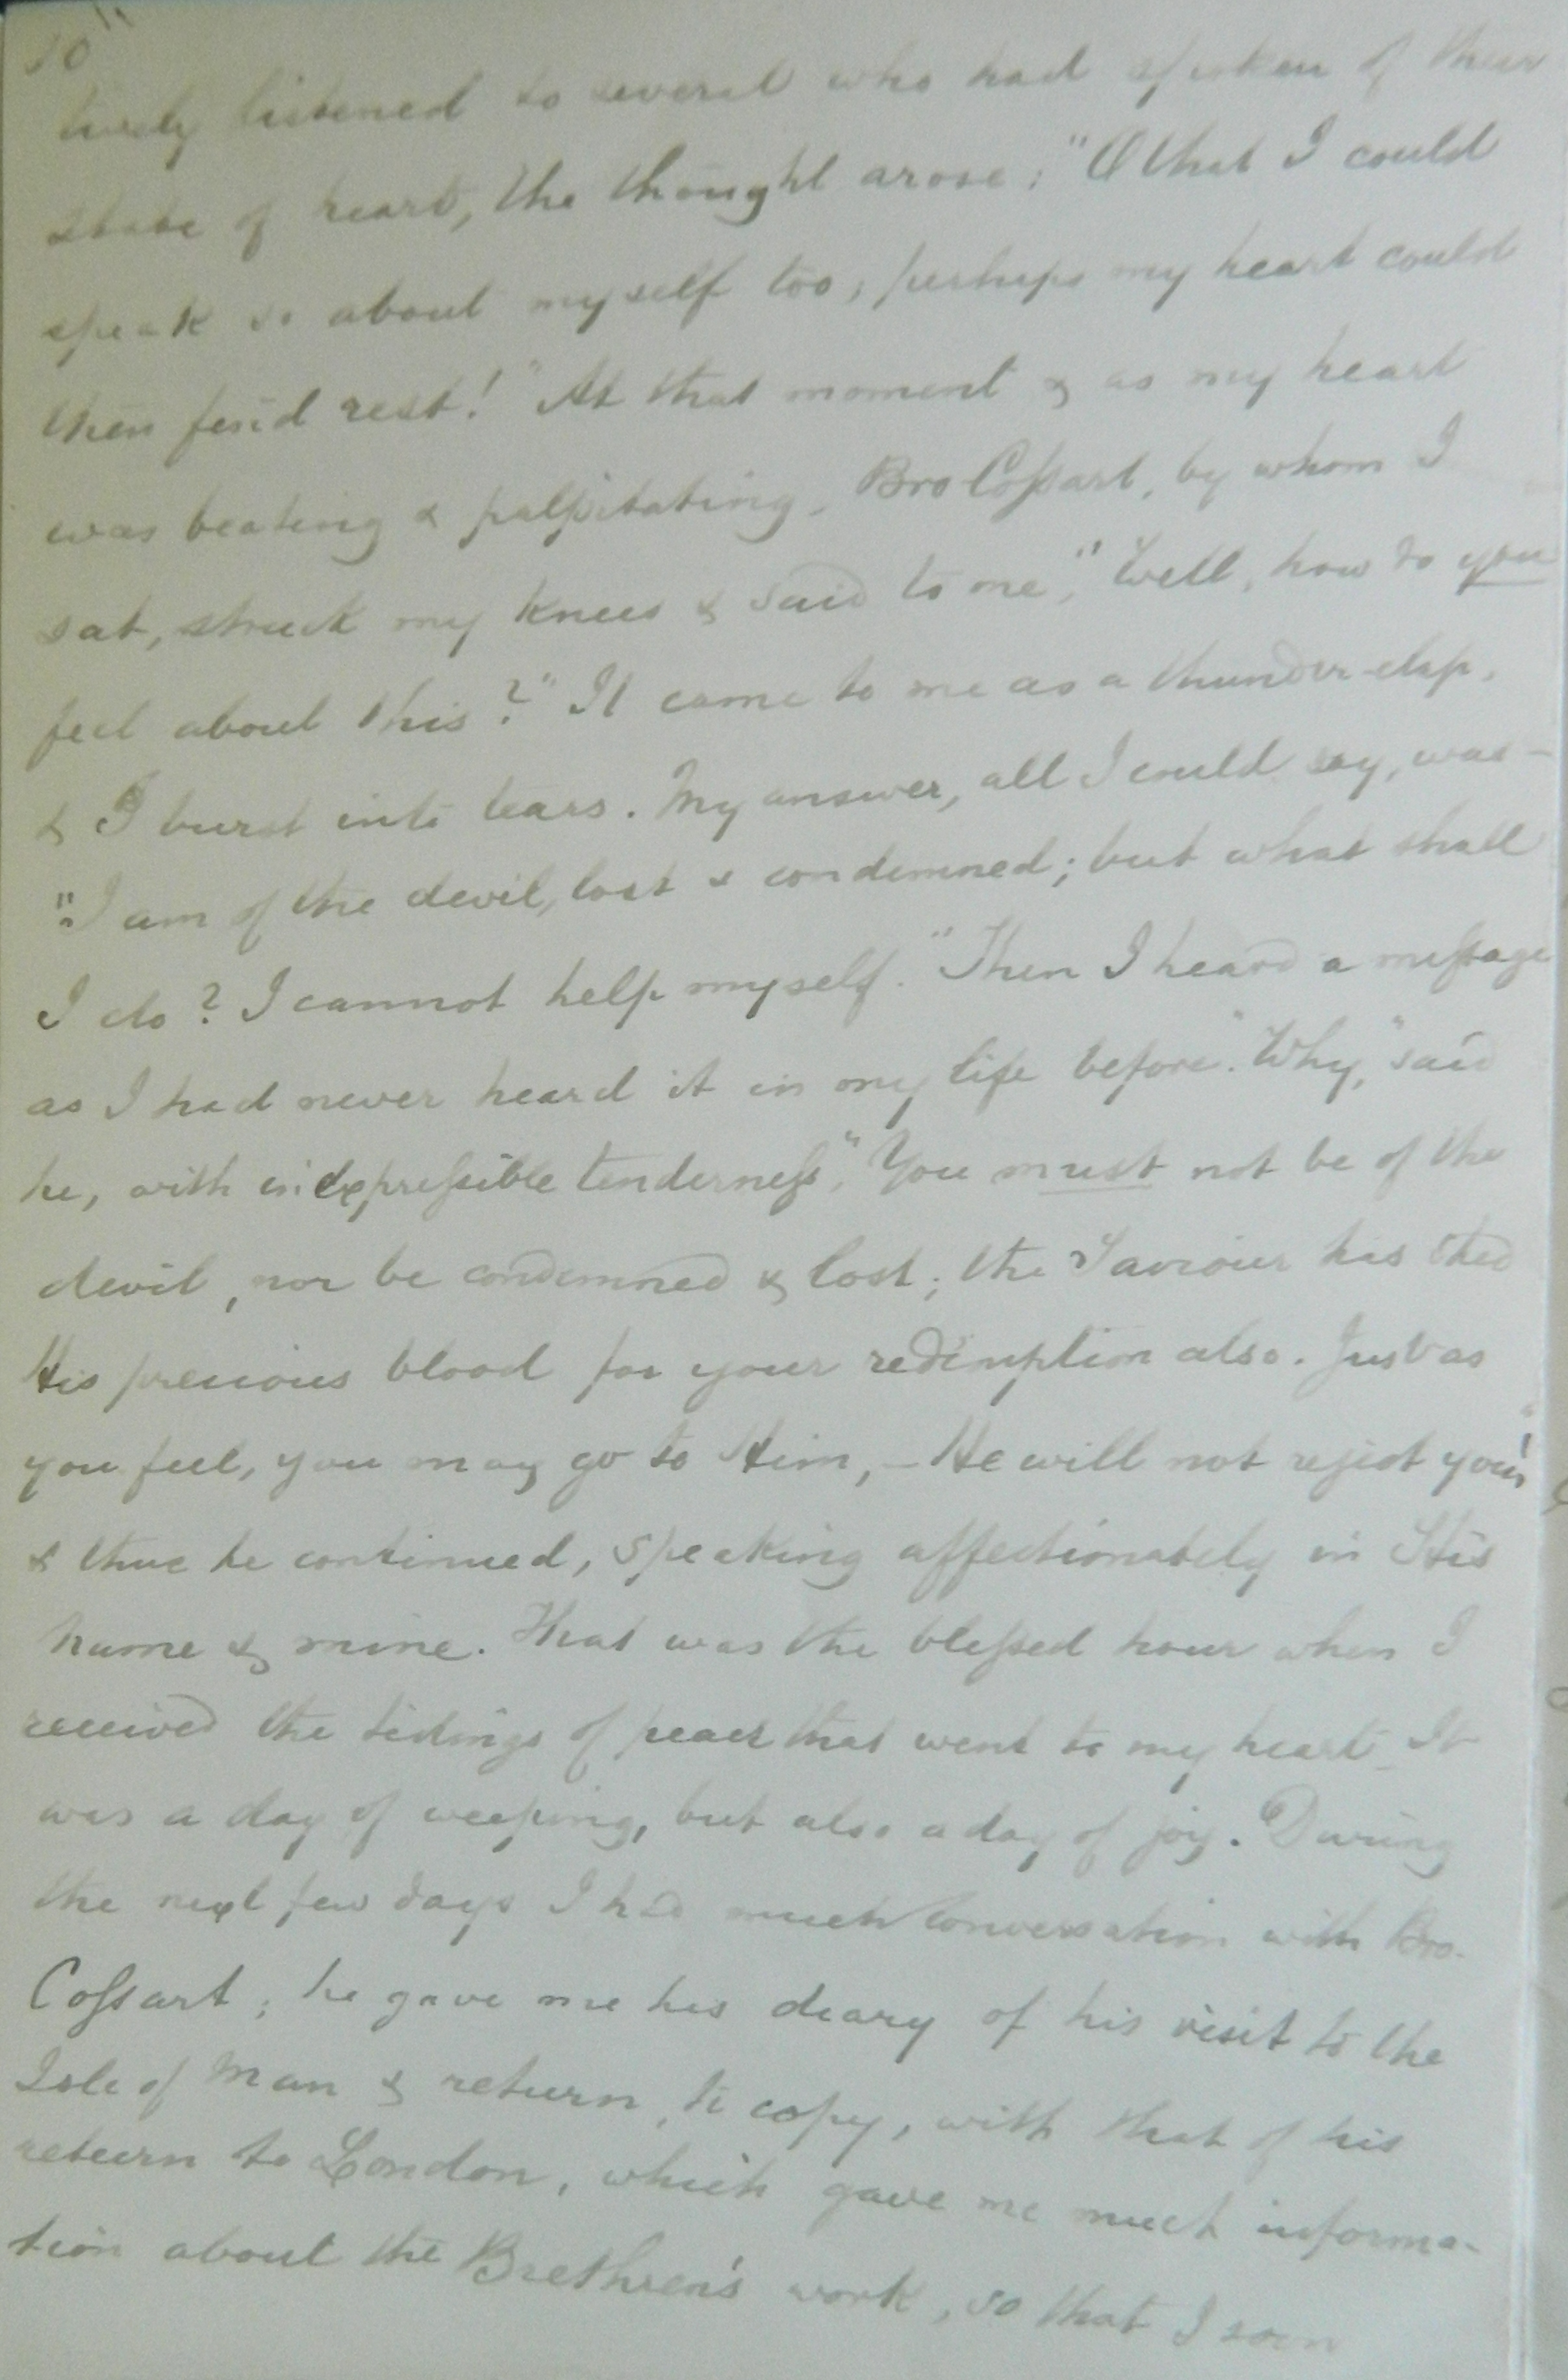 10"
tively listened to several who had spoken of their
state of heart, the thought arose; "O that I could
speak so about myself too, perhaps my heart could
then find rest!" At that moment & as my heart
was beating & palpitating, Bro Coſsart, by whom I
sat, struck my knees & said to me, "Well, how do you
feel about this?" It came to me as a thunder-clap,
& I burst into tears. My answer, all I could say, was –
"I am of the devil, lost & condemned; but what shall
I do? I cannot help myself." Then I heard a meſsage
as I had never heard it in my life before. "Why," said
he, with inexpreſsible tenderneſs, "You must not be of the
devil, nor be condemned & lost; the Saviour has shed
His precious blood for your redemption also. Just as
you feel, you may go to Him, – He will not reject you!"
& thus he continued, speaking affectionately in His
name & mine. That was the bleſsed hour when I
received the tidings of peace that went to my heart. It
was a day of weeping, but also a day of joy. During
the next few days I had much conversation with Bro.
Coſsart; he gave me his diary of his visit to the
Isle of Man & return, to copy, with that of his
return to London, which gave me much informa-
tion about the Brethren's work, so that I soon